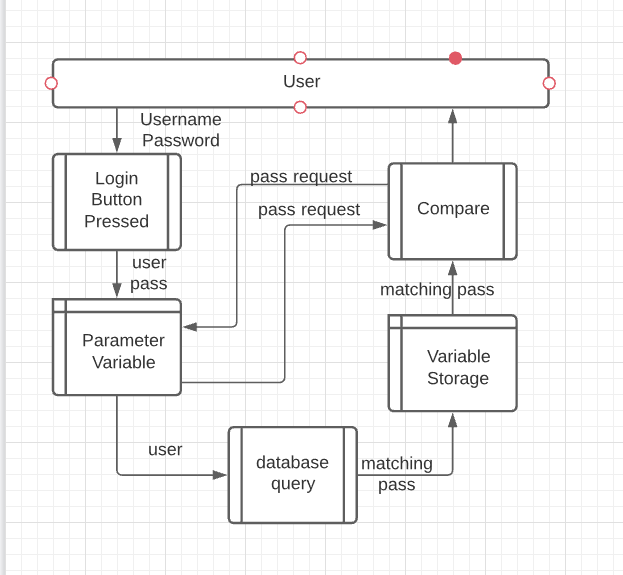 User
Username
Password
Login
Button
Pressed
pass request
pass request
Compare
user
pass
matching pass
Parameter
Variable
Variable
Storage
user
database
query
matching
pass